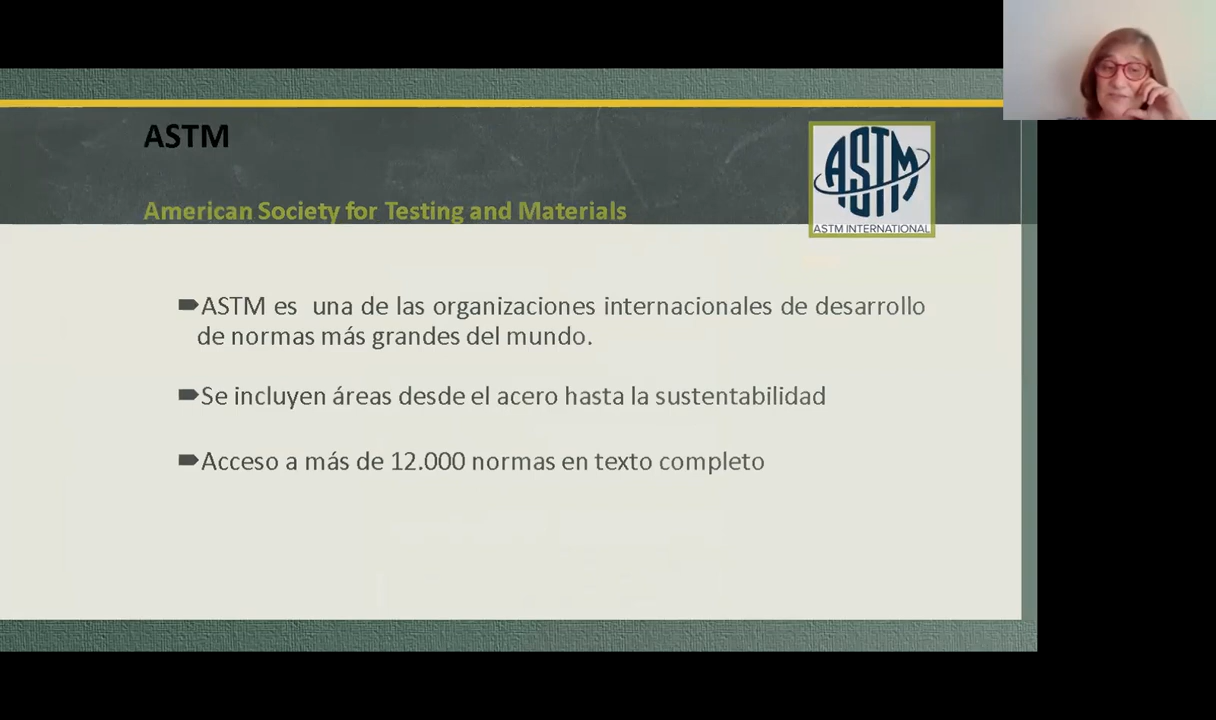 ASTM
American Society for Testing and Materials
ASTM
ASTM INTERNATIONAL
ASTM es una de las organizaciones internacionales de desarrollo
de normas más grandes del mundo.
Se incluyen áreas desde el acero hasta la sustentabilidad
Acceso a más de 12.000 normas en texto completo